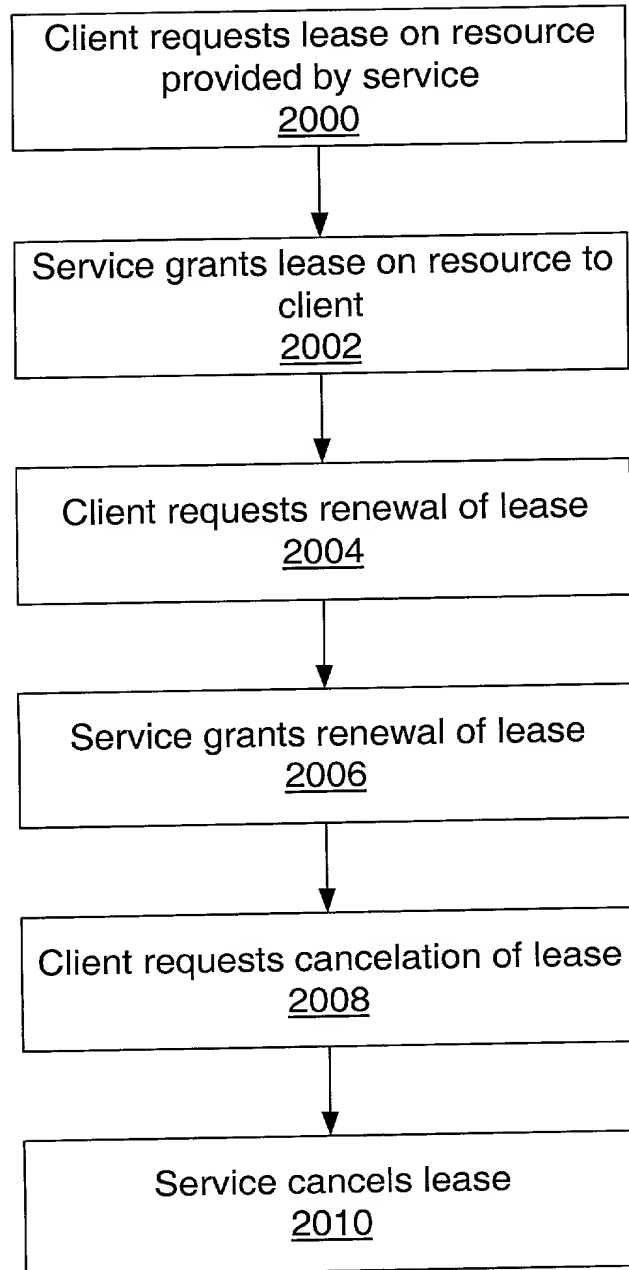 Client requests lease on resource
provided by service
2000
Service grants lease on resource to
client
2002
Client requests renewal of lease
2004
Service grants renewal of lease
2006
Client requests cancelation of lease
2008
Service cancels lease
2010